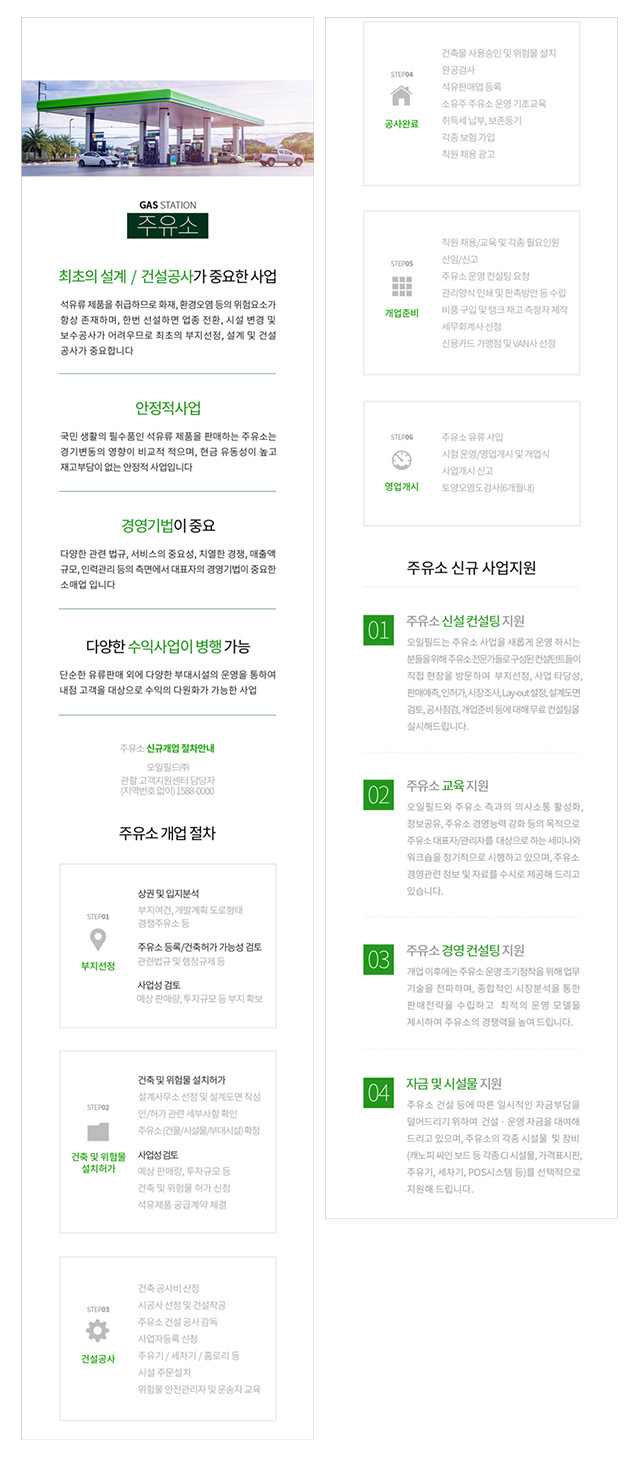 GAS STATION
주유소
최초의 설계 / 건설공사가 중요한 사업
석유류 제품을 취급하므로 화재, 환경오염 등의 위험요소가
항상 존재하며, 한번 선설하면 업종 전환, 시설 변경 및
보수공사가 어려우므로 최초의 부지선정, 설계 및 건설
공사가 중요합니다
안정적사업
국민 생활의 필수품인 석유류 제품을 판매하는 주유소는
경기변동의 영향이 비교적 적으며, 현금 유동성이 높고
재고부담이 없는 안정적 사업입니다
경영기법이 중요
다양한 관련 법규, 서비스의 중요성, 치열한 경쟁, 매출액
규모, 인력관리 등의 측면에서 대표자의 경영기법이 중요한
소매업 입니다
다양한 수익사업이 병행 가능
단순한 유류판매 외에 다양한 부대시설의 운영을 통하여
내점 고객을 대상으로 수익의 다원화가 가능한 사업
주유소 신규개업 절차안내
오일필드㈜
관할 고객지원센터 담당자
(지역번호 없이) 1588-0000
주유소 개업 절차
STEP01
부지선정
상권 및 입지분석
부지여건, 개발계획 도로형태
경쟁주유소 등
주유소 등록/건축허가 가능성 검토
관련법규 및 행정규제 등
사업성 검토
예상 판매량, 투자규모 등 부지 확보
STEP02
건축 및 위험물
설치허가
건축 및 위험물 설치허가
설계사무소 선정 및 설계도면 작성
인/허가 관련 세부사항 확인
주유소(건물/시설물/부대시설)확정
사업성 검토
예상 판매량, 투자규모 등
건축 및 위험물 허가 신청
석유제품 공급계약 체결
STEP03
건설공사
건축 공사비 산정
시공사 선정 및 건설착공
주유소 건설 공사 감독
사업자등록 신청
주유기 / 세차기 / 홈로리 등
시설 주문설치
위험물 안전관리자 및 운송자 교육
STEP04
공사완료
건축물 사용승인 및 위험물 설치
완공검사
석유판매업 등록
소유주 주유소 운영 기초교육
취득세 납부, 보존등기
각종 보험 가입
직원 채용 광고
STEP05
개업준비
직원 채용/교육 및 각종 필요인원
선임/신고
주유소 운영 컨설팅 요청
관리양식 인쇄 및 판촉방안 등 수립
비품 구입 및 탱크 재고 측정자 제작
세무회계사 선정
신용카드 가맹점 및 VAN사 선정
STEP06
영업개시
주유소 유류 사입
시험 운영/영업개시 및 개업식
사업개시 신고
토양오염도검사(6개월내)
주유소 신규 사업지원
01
주유소 신설 컨설팅 지원
오일필드는 주유소 사업을 새롭게 운영 하시는
분들을 위해 주유소 전문가들로 구성된 컨설턴트들이
직접 현장을 방문하여 부지선정, 사업 타당성,
판매예측, 인허가, 시장조사, Lay-out 설정, 설계도면
검토, 공사점검, 개업준비 등에 대해 무료 컨설팅을
실시해드립니다.
02
주유소 교육 지원
오일필드와 주유소 측과의 의사소통 활성화,
정보공유, 주유소 경영능력 강화 등의 목적으로
주유소 대표자/관리자를 대상으로 하는 세미나와
워크숍을 정기적으로 시행하고 있으며, 주유소
경영관련 정보 및 자료를 수시로 제공해 드리고
있습니다.
03
주유소 경영 컨설팅 지원
개업 이후에는 주유소 운영 조기정착을 위해 업무
기술을 전파하며, 종합적인 시장분석을 통한
판매전략을 수립하고 최적의 운영 모델을
제시하여 주유소의 경쟁력을 높여 드립니다.
04
자금 및 시설물 지원
주유소 건설 등에 따른 일시적인 자금부담을
덜어드리기 위하여 건설 · 운영 자금을 대여해
드리고 있으며, 주유소의 각종 시설물 및 장비
(캐노피 싸인 보드 등 각종 CI 시설물, 가격표시판,
주유기, 세차기, POS시스템 등)를 선택적으로
지원해 드립니다.